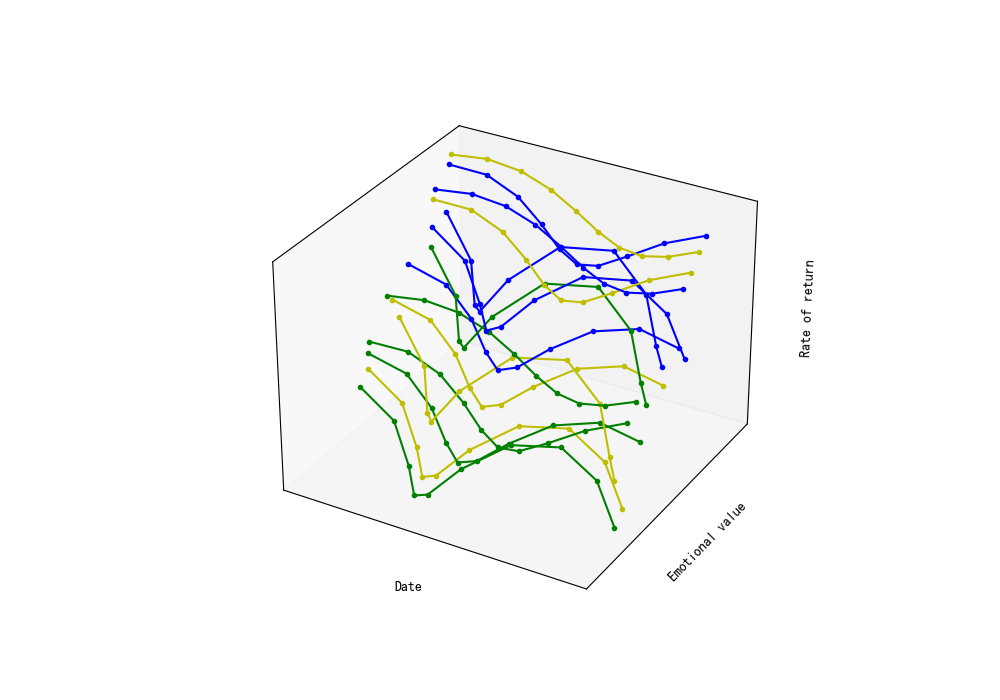 Rate of return
Emotional value
Date